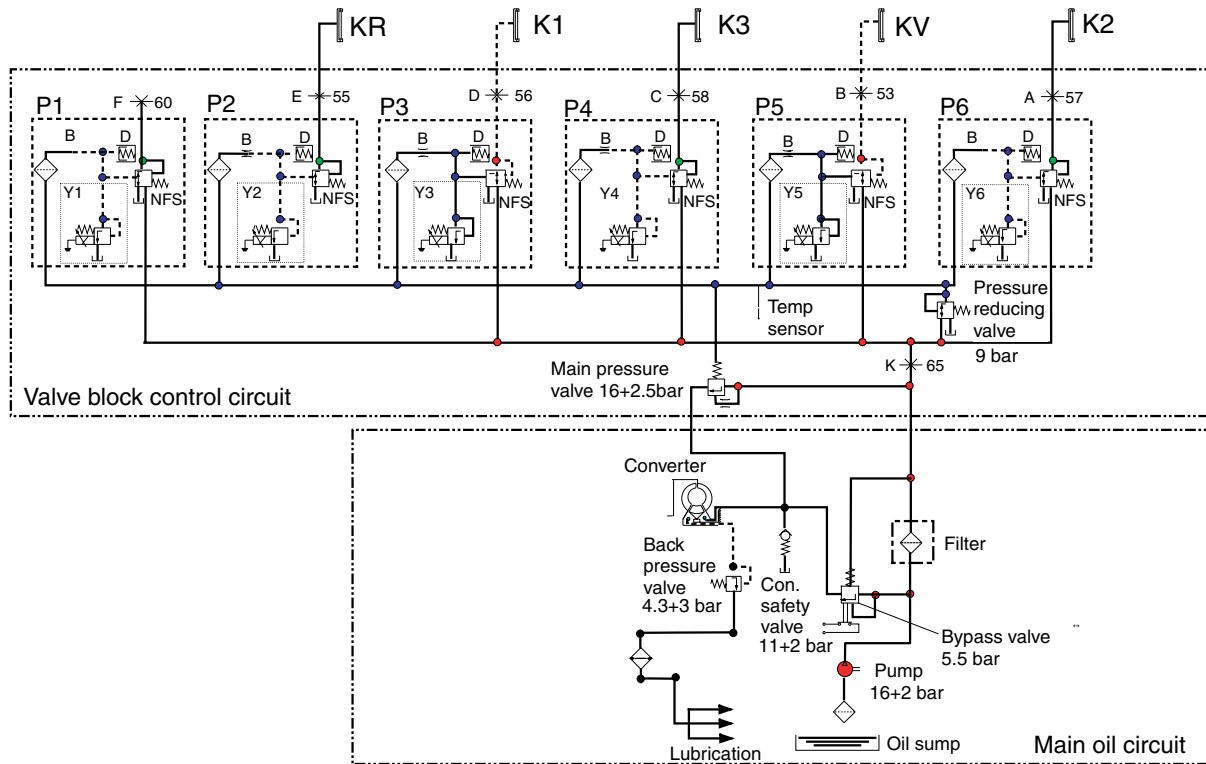 KR
K1
K3
KV
K2
F 60
E 55
D 56
C 58
B 53
A 57
P1
P2
P3
P4
P5
P6
B D
B D
B D
B D
B D
B D
Y1
Y2
Y3
Y4
Y5
Y6
NFS
NFS
NFS
NFS
NFS
NFS
Temp
sensor
Pressure
reducing
valve
9 bar
Main pressure
valve 16+2.5bar
K 65
Valve block control circuit
Converter
Back
pressure
valve
4.3+3 bar
Con.
safety
valve
11+2 bar
Filter
Bypass valve
5.5 bar
Pump
16+2 bar
Lubrication
Oil sump
Main oil circuit